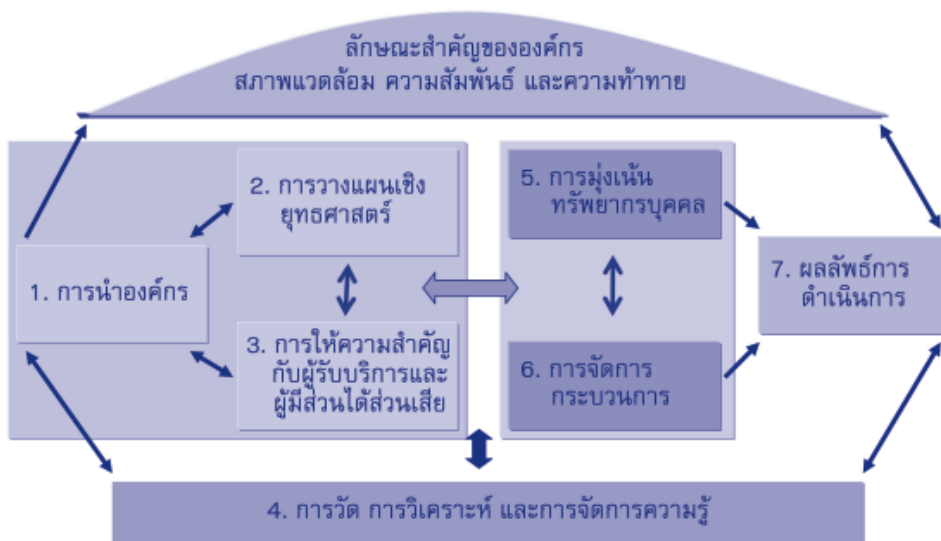 ลักษณะสำคัญขององค์กร
สภาพแวดล้อม ความสัมพันธ์ และความท้าทาย
2. การวางแผนเชิง
ยุทธศาสตร์
5. การมุ่งเน้น
ทรัพยากรบุคคล
1. การนำองค์กร
7. ผลลัพธ์การ
ดำเนินการ
3. การให้ความสำคัญ
กับผู้รับบริการและ
ผู้มีส่วนได้ส่วนเสีย
6. การจัดการ
กระบวนการ
4. การวัด การวิเคราะห์ และการจัดการความรู้